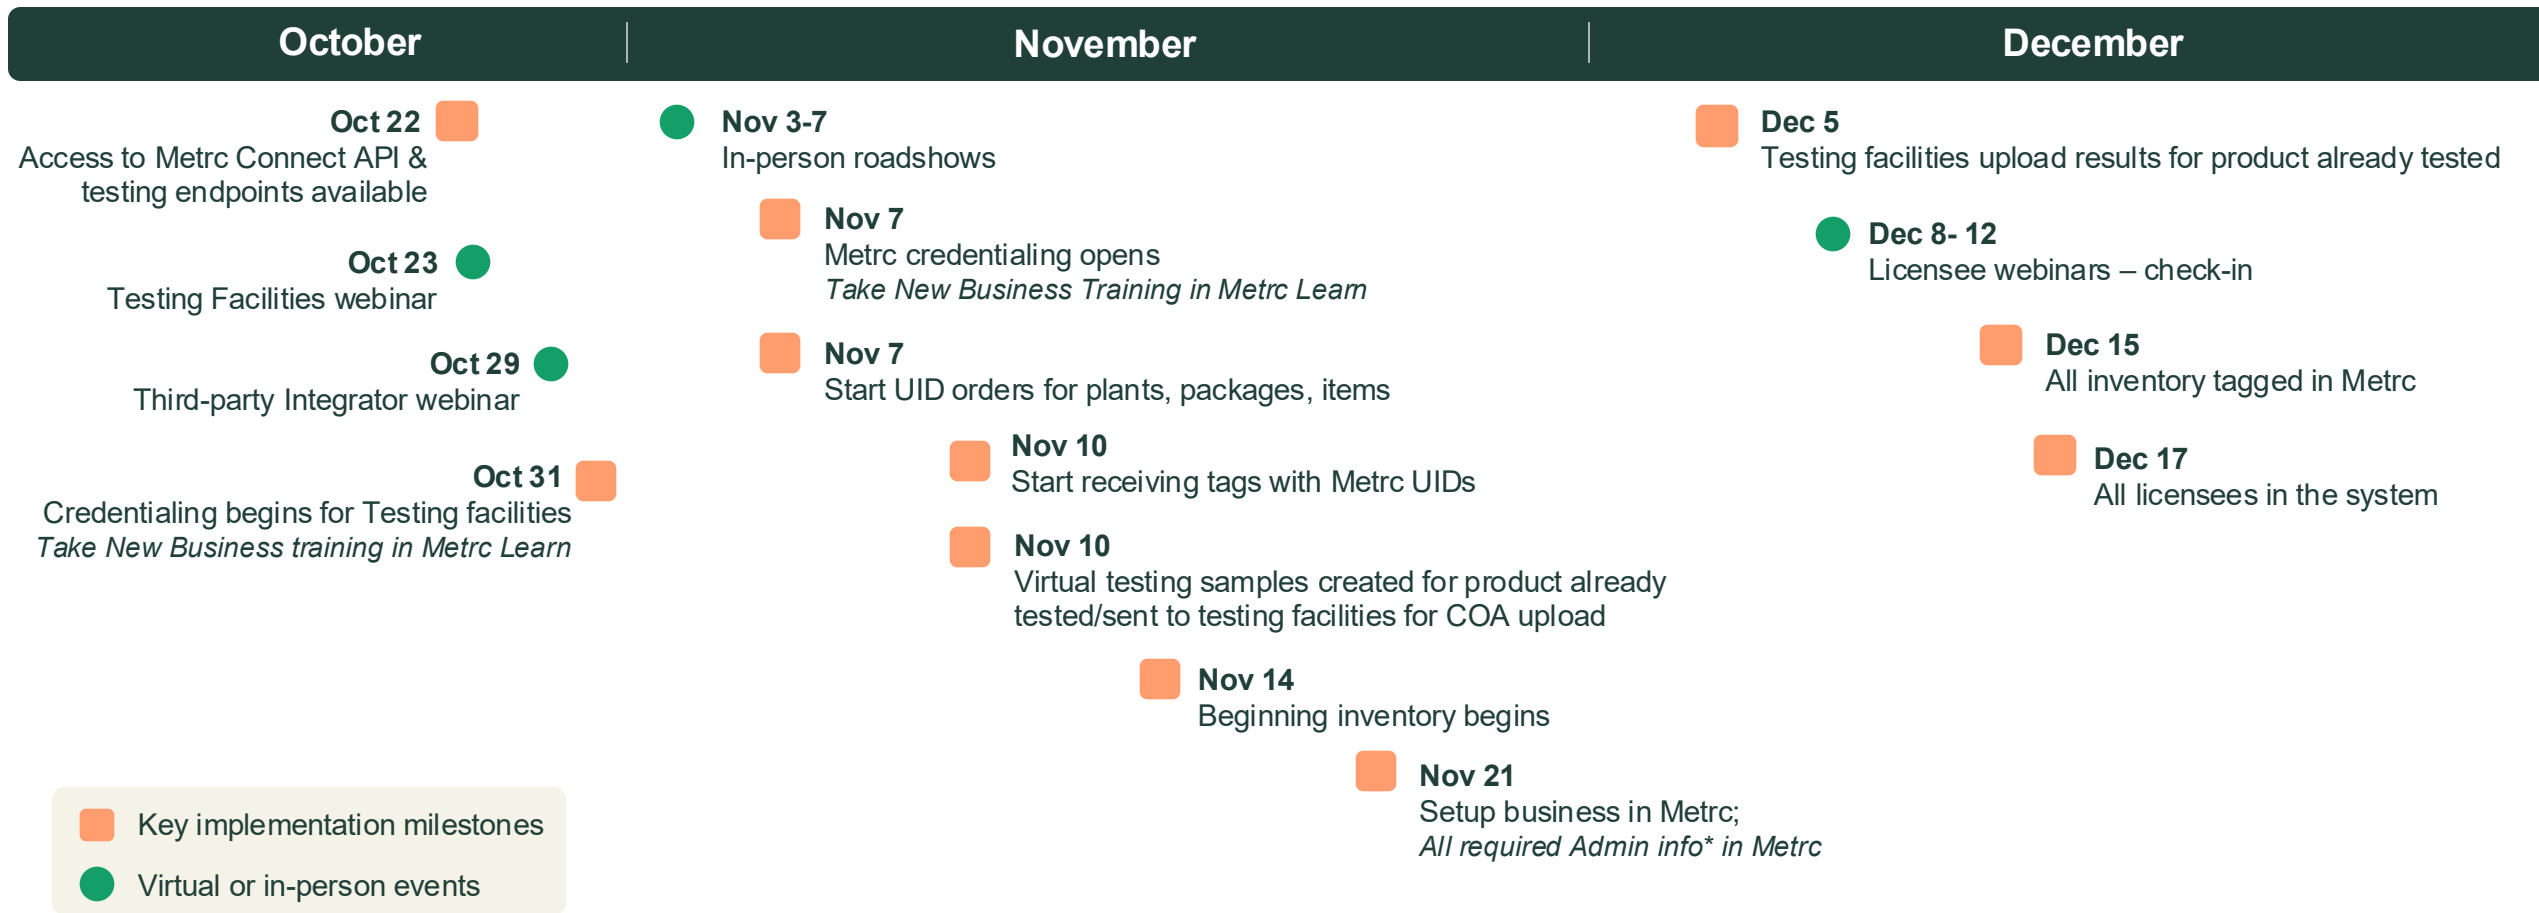 October
November
December
Oct 22
Access to Metrc Connect API &
testing endpoints available
Oct 23
Testing Facilities webinar
Oct 29
Third-party Integrator webinar
Oct 31
Credentialing begins for Testing facilities
Take New Business training in Metrc Learn
Nov 3-7
In-person roadshows
Nov 7
Metrc credentialing opens
Take New Business Training in Metrc Learn
Nov 7
Start UID orders for plants, packages, items
Nov 10
Start receiving tags with Metrc UIDs
Nov 10
Virtual testing samples created for product already
tested/sent to testing facilities for COA upload
Nov 14
Beginning inventory begins
Nov 21
Setup business in Metrc;
All required Admin info* in Metrc
Dec 5
Testing facilities upload results for product already tested
Dec 8- 12
Licensee webinars – check-in
Dec 15
All inventory tagged in Metrc
Dec 17
All licensees in the system
Key implementation milestones
Virtual or in-person events